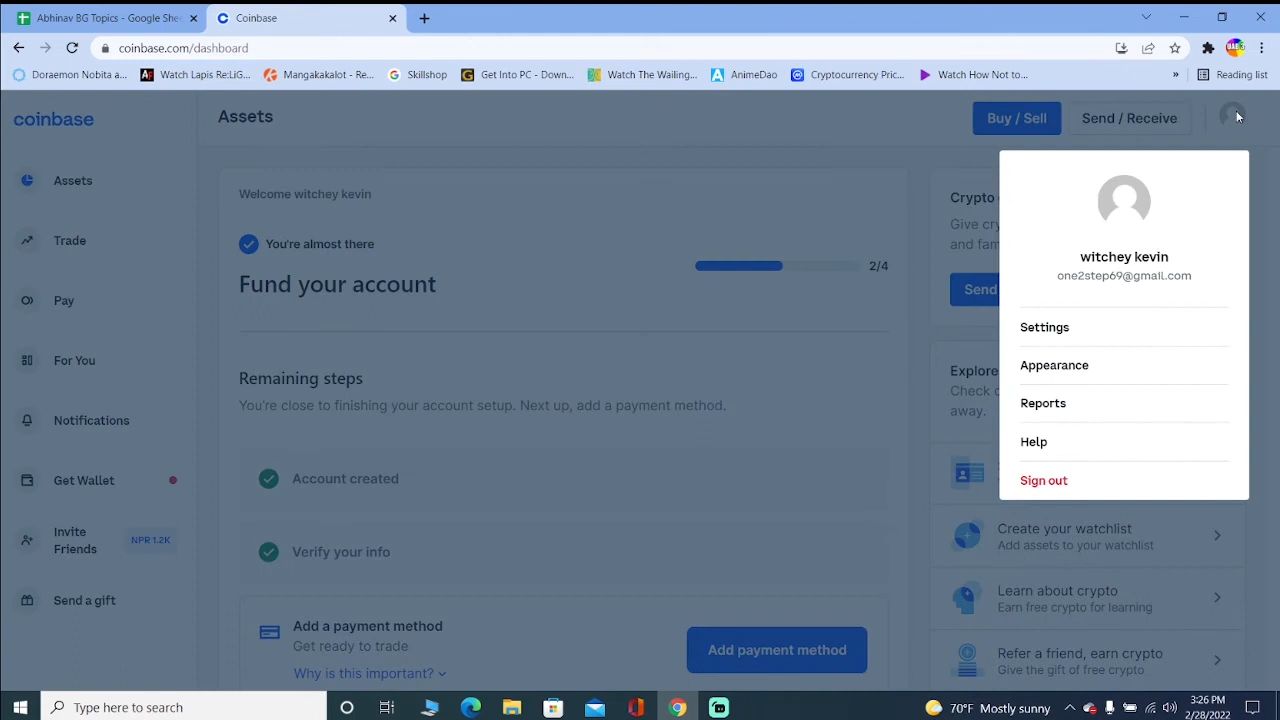 Abhinav BG Topics - Google She
Coinbase
coinbase.com/dashboard
Doraemon Nobita a...
Watch Lapis Re:LiG...
Mangakakalot - Re...
Skillshop
Get Into PC - Down...
Watch The Wailing...
AnimeDao
Cryptocurrency Pric...
Watch How Not to...
»
Reading list
coinbase
Assets
Trade
Pay
For You
Notifications
Get Wallet
Invite
Friends
NPR 1.2K
Send a gift
Assets
Buy / Sell
Send / Receive
Welcome witchey kevin
You're almost there
Fund your account
2/4
Remaining steps
You're close to finishing your account setup. Next up, add a payment method.
Account created
Verify your info
Add a payment method
Get ready to trade
Why is this important?
Add payment method
Crypto
Give cry
and fam
Send
Explore
Check
away.
Create your watchlist
Add assets to your watchlist
Learn about crypto
Earn free crypto for learning
Refer a friend, earn crypto
Give the gift of free crypto
witchey kevin
one2step69@gmail.com
Settings
Appearance
Reports
Help
Sign out
Type here to search
70°F Mostly sunny
3:26 PM
2/28/2022